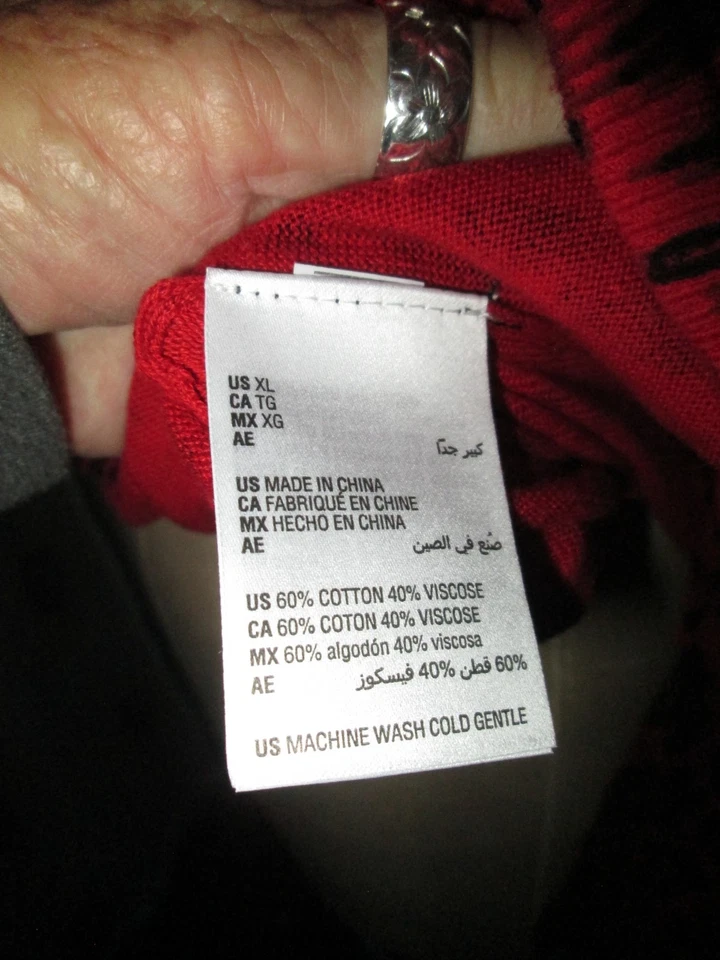 US XL
CA TG
MX XG
AE كبير جدًا
US MADE IN CHINA
CA FABRIQUÉ EN CHINE
MX HECHO EN CHINA
AE صُنع في الصين
US 60% COTTON 40% VISCOSE
CA 60% COTON 40% VISCOSE
MX 60% algodón 40% viscosa
AE 60% قطن 40% فيسكوز
US MACHINE WASH COLD GENTLE